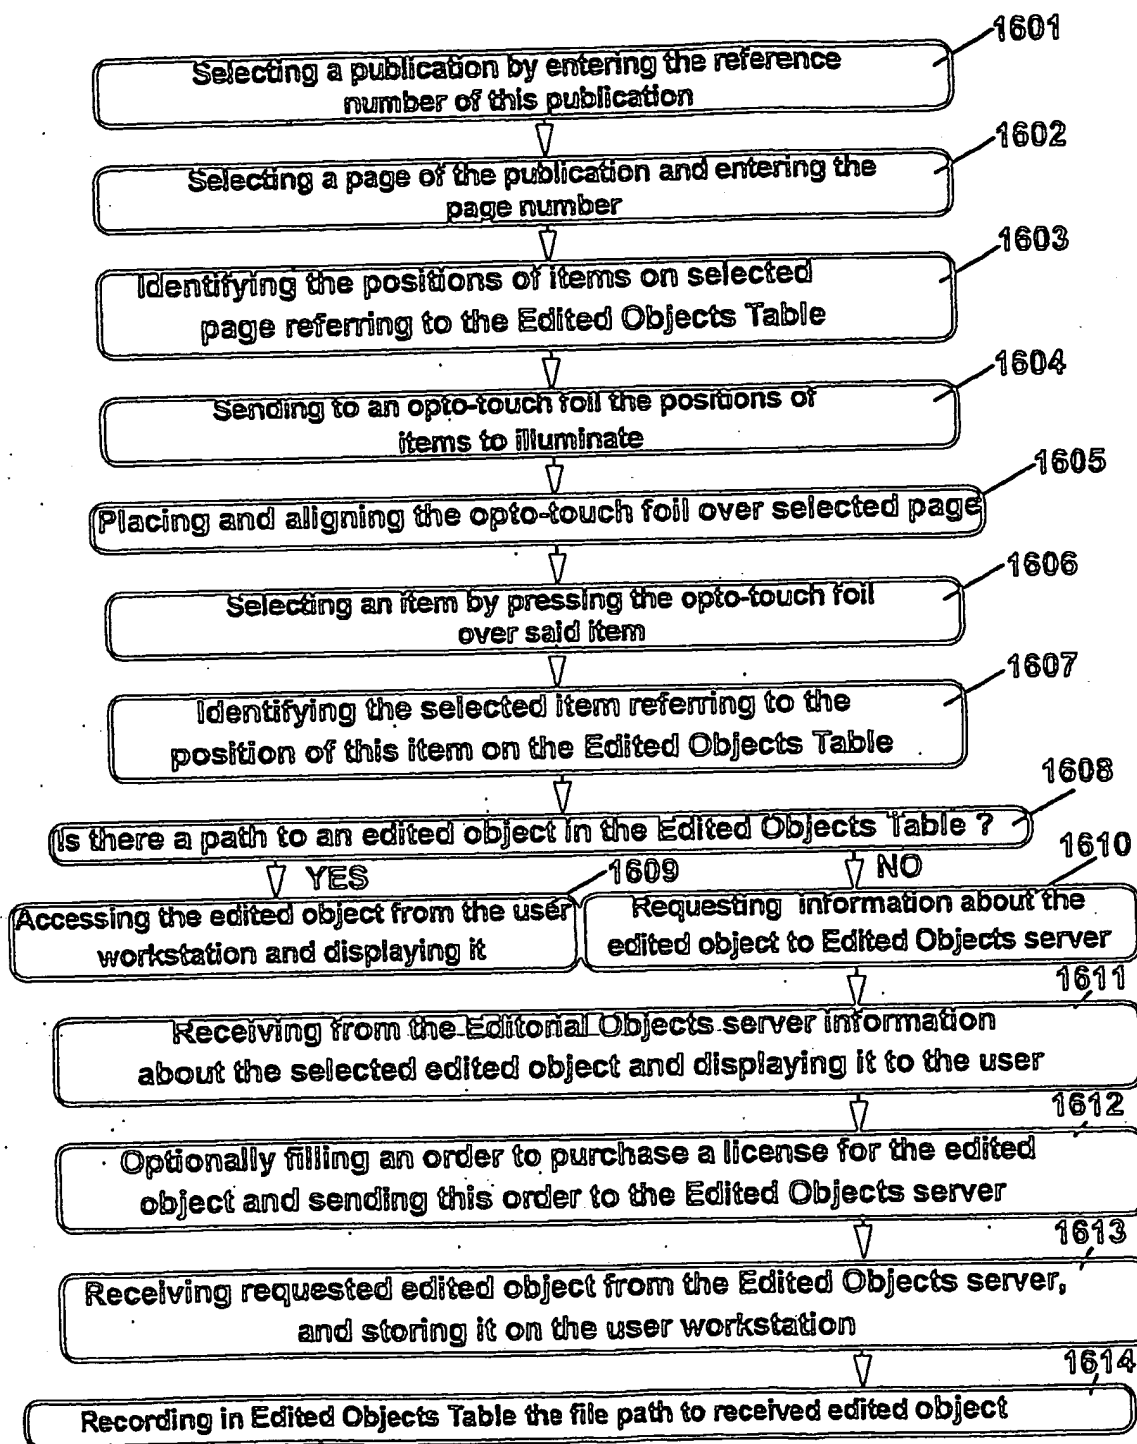 1601
Selecting a publication by entering the reference
number of this publication
1602
Selecting a page of the publication and entering the
page number
1603
Identifying the positions of items on selected
page referring to the Edited Objects Table
1604
Sending to an opto-touch foil the positions of
items to illuminate
1605
Placing and aligning the opto-touch foil over selected page
1606
Selecting an item by pressing the opto-touch foil
over said item
1607
Identifying the selected item referring to the
position of this item on the Edited Objects Table
1608
Is there a path to an edited object in the Edited Objects Table ?
YES
1609
NO
1610
Accessing the edited object from the user
workstation and displaying it
Requesting information about the
edited object to Edited Objects server
1611
Receiving from the Editorial Objects server information
about the selected edited object and displaying it to the user
1612
Optionally filling an order to purchase a license for the edited
object and sending this order to the Edited Objects server
1613
Receiving requested edited object from the Edited Objects server,
and storing it on the user workstation
1614
Recording in Edited Objects Table the file path to received edited object